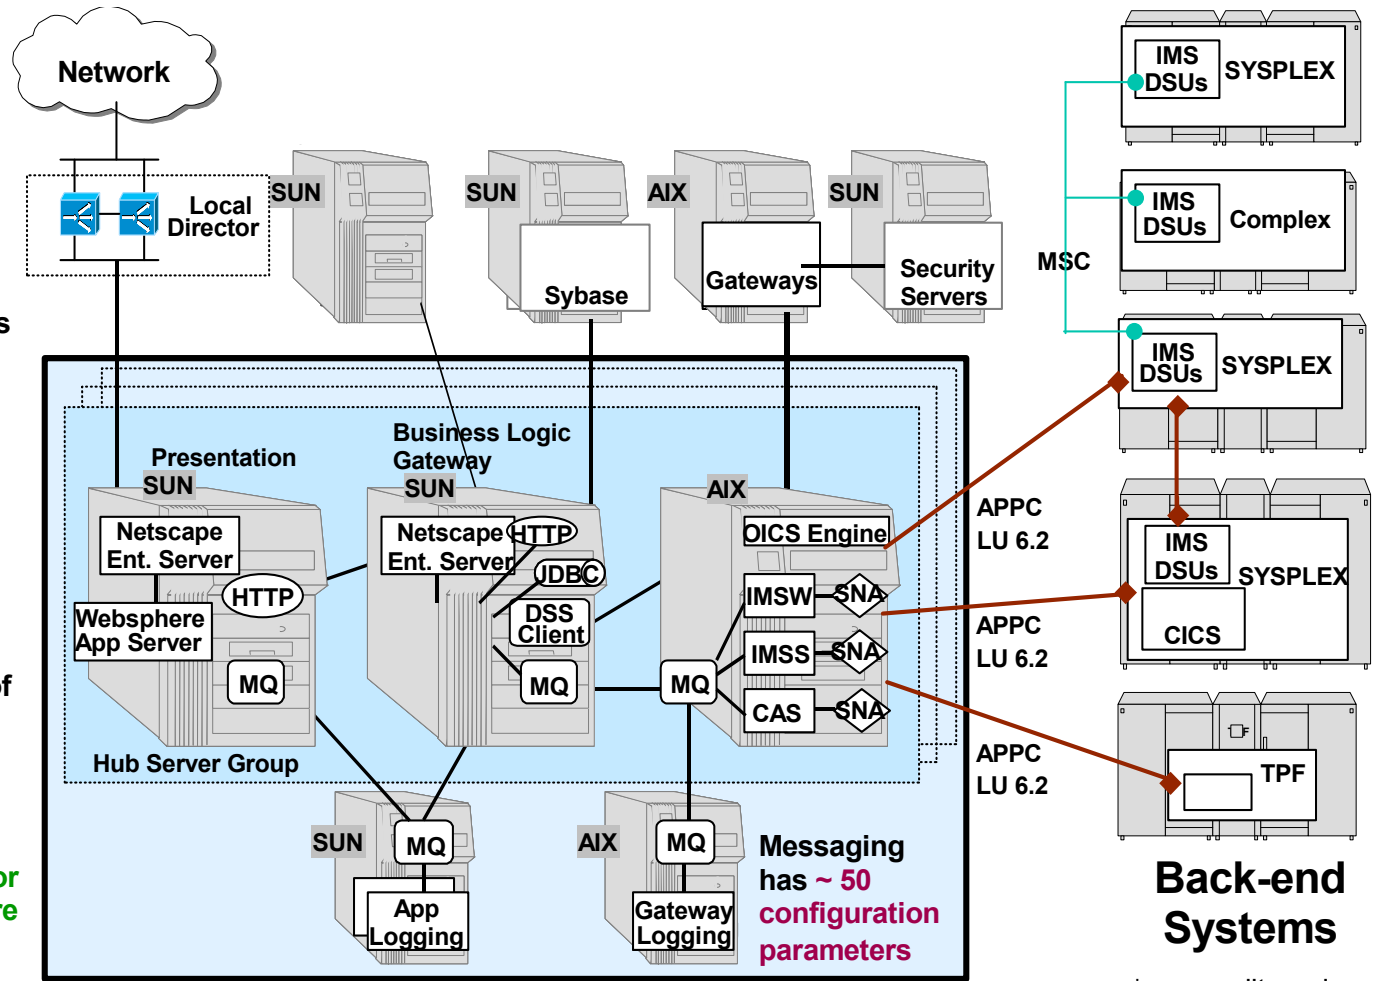 Network
Local
Director
SUN
SUN
Sybase
AIX
Gateways
SUN
Security
Servers
IMS
DSUs
SYSPLEX
IMS
DSUs
Complex
MSC
IMS
DSUs
SYSPLEX
s
Presentation
SUN
Netscape
Ent. Server
HTTP
Websphere
App Server
MQ
Business Logic
Gateway
SUN
Netscape
Ent. Server
HTTP
JDBC
DSS
Client
MQ
AIX
OICS Engine
IMSW
SNA
IMSS
SNA
CAS
SNA
MQ
APPC
LU 6.2
APPC
LU 6.2
APPC
LU 6.2
IMS
DSUs
SYSPLEX
CICS
TPF
of
Hub Server Group
SUN
MQ
App
Logging
AIX
MQ
Gateway
Logging
Messaging
has ~ 50
configuration
parameters
or
re
Back-end
Systems